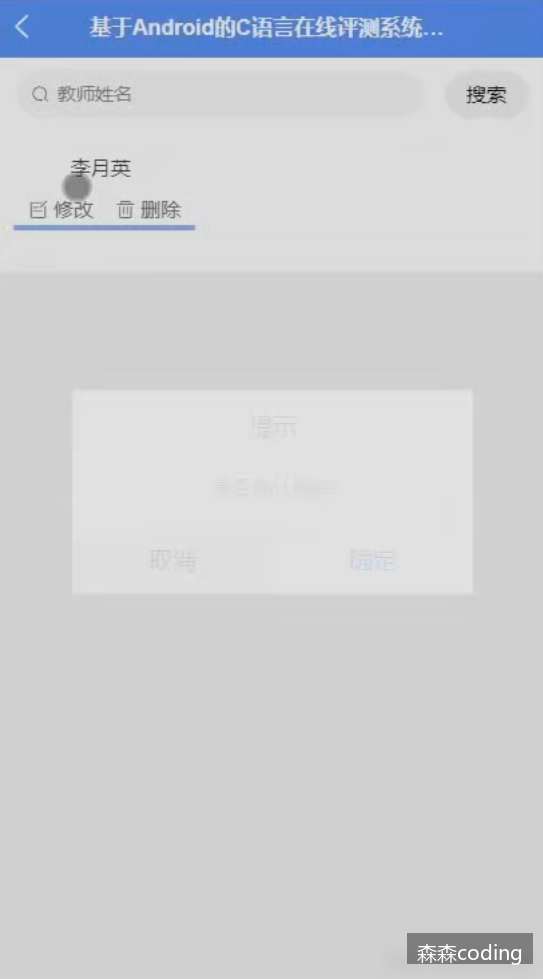 基于Android的C语言在线评测系统...
教师姓名
搜索
李月英
修改 删除
提示
取消 确定
森森coding